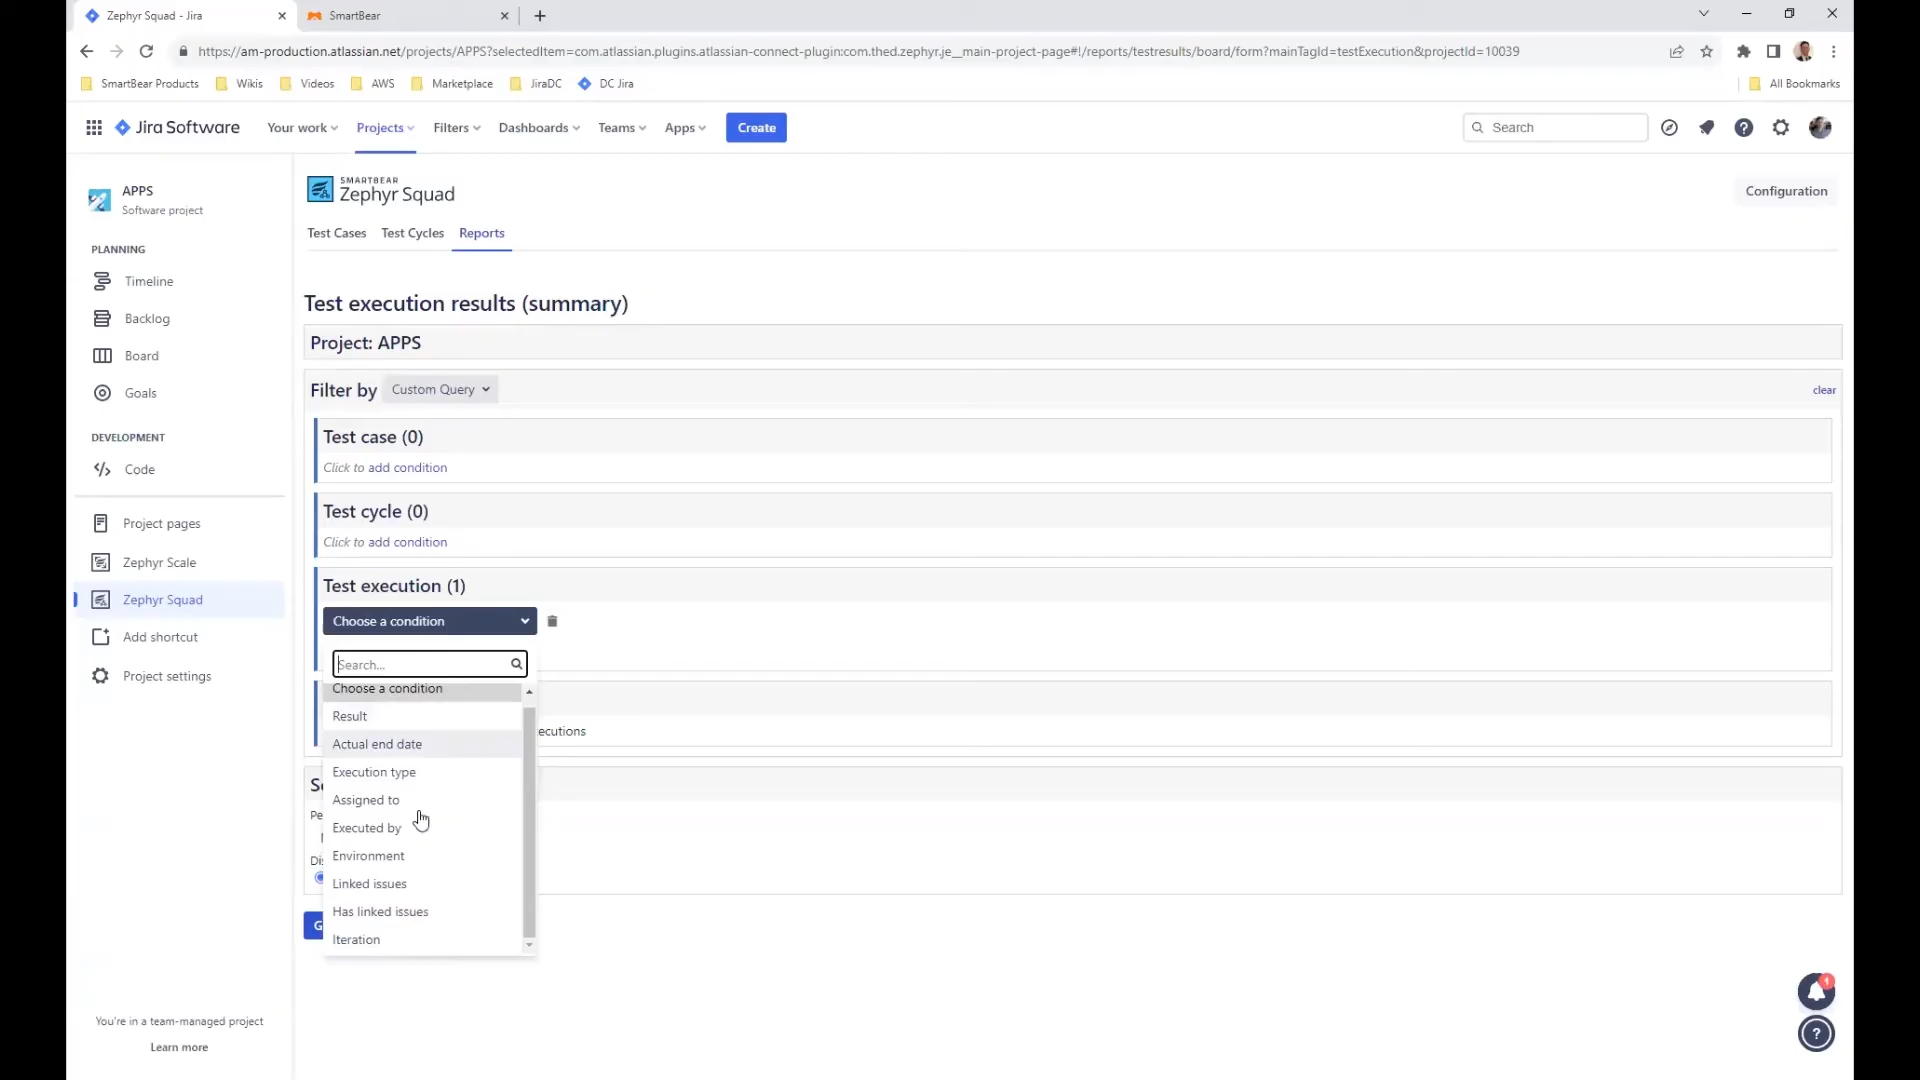 Zephyr Squad - Jira
SmartBear
https://am-production.atlassian.net/projects/APPS?selectedItem=com.atlassian.plugins.atlassian-connect-plugin:com.thed.zephyr.je__main-project-page#!/reports/testresults/board/form?mainTagId=testExecution&projectId=10039
SmartBear Products Wikis Videos AWS Marketplace JiraDC DC Jira All Bookmarks
Jira Software Your work Projects Filters Dashboards Teams Apps Create Search
APPS
Software project
PLANNING
Timeline
Backlog
Board
Goals
DEVELOPMENT
Code
Project pages
Zephyr Scale
Zephyr Squad
Add shortcut
Project settings
You're in a team-managed project
Learn more
SMARTBEAR
Zephyr Squad
Configuration
Test Cases Test Cycles Reports
Test execution results (summary)
Project: APPS
Filter by Custom Query clear
Test case (0)
Click to add condition
Test cycle (0)
Click to add condition
Test execution (1)
Choose a condition
Search...
Choose a condition
Result
Actual end date
Execution type
Assigned to
Executed by
Environment
Linked issues
Has linked issues
Iteration
1